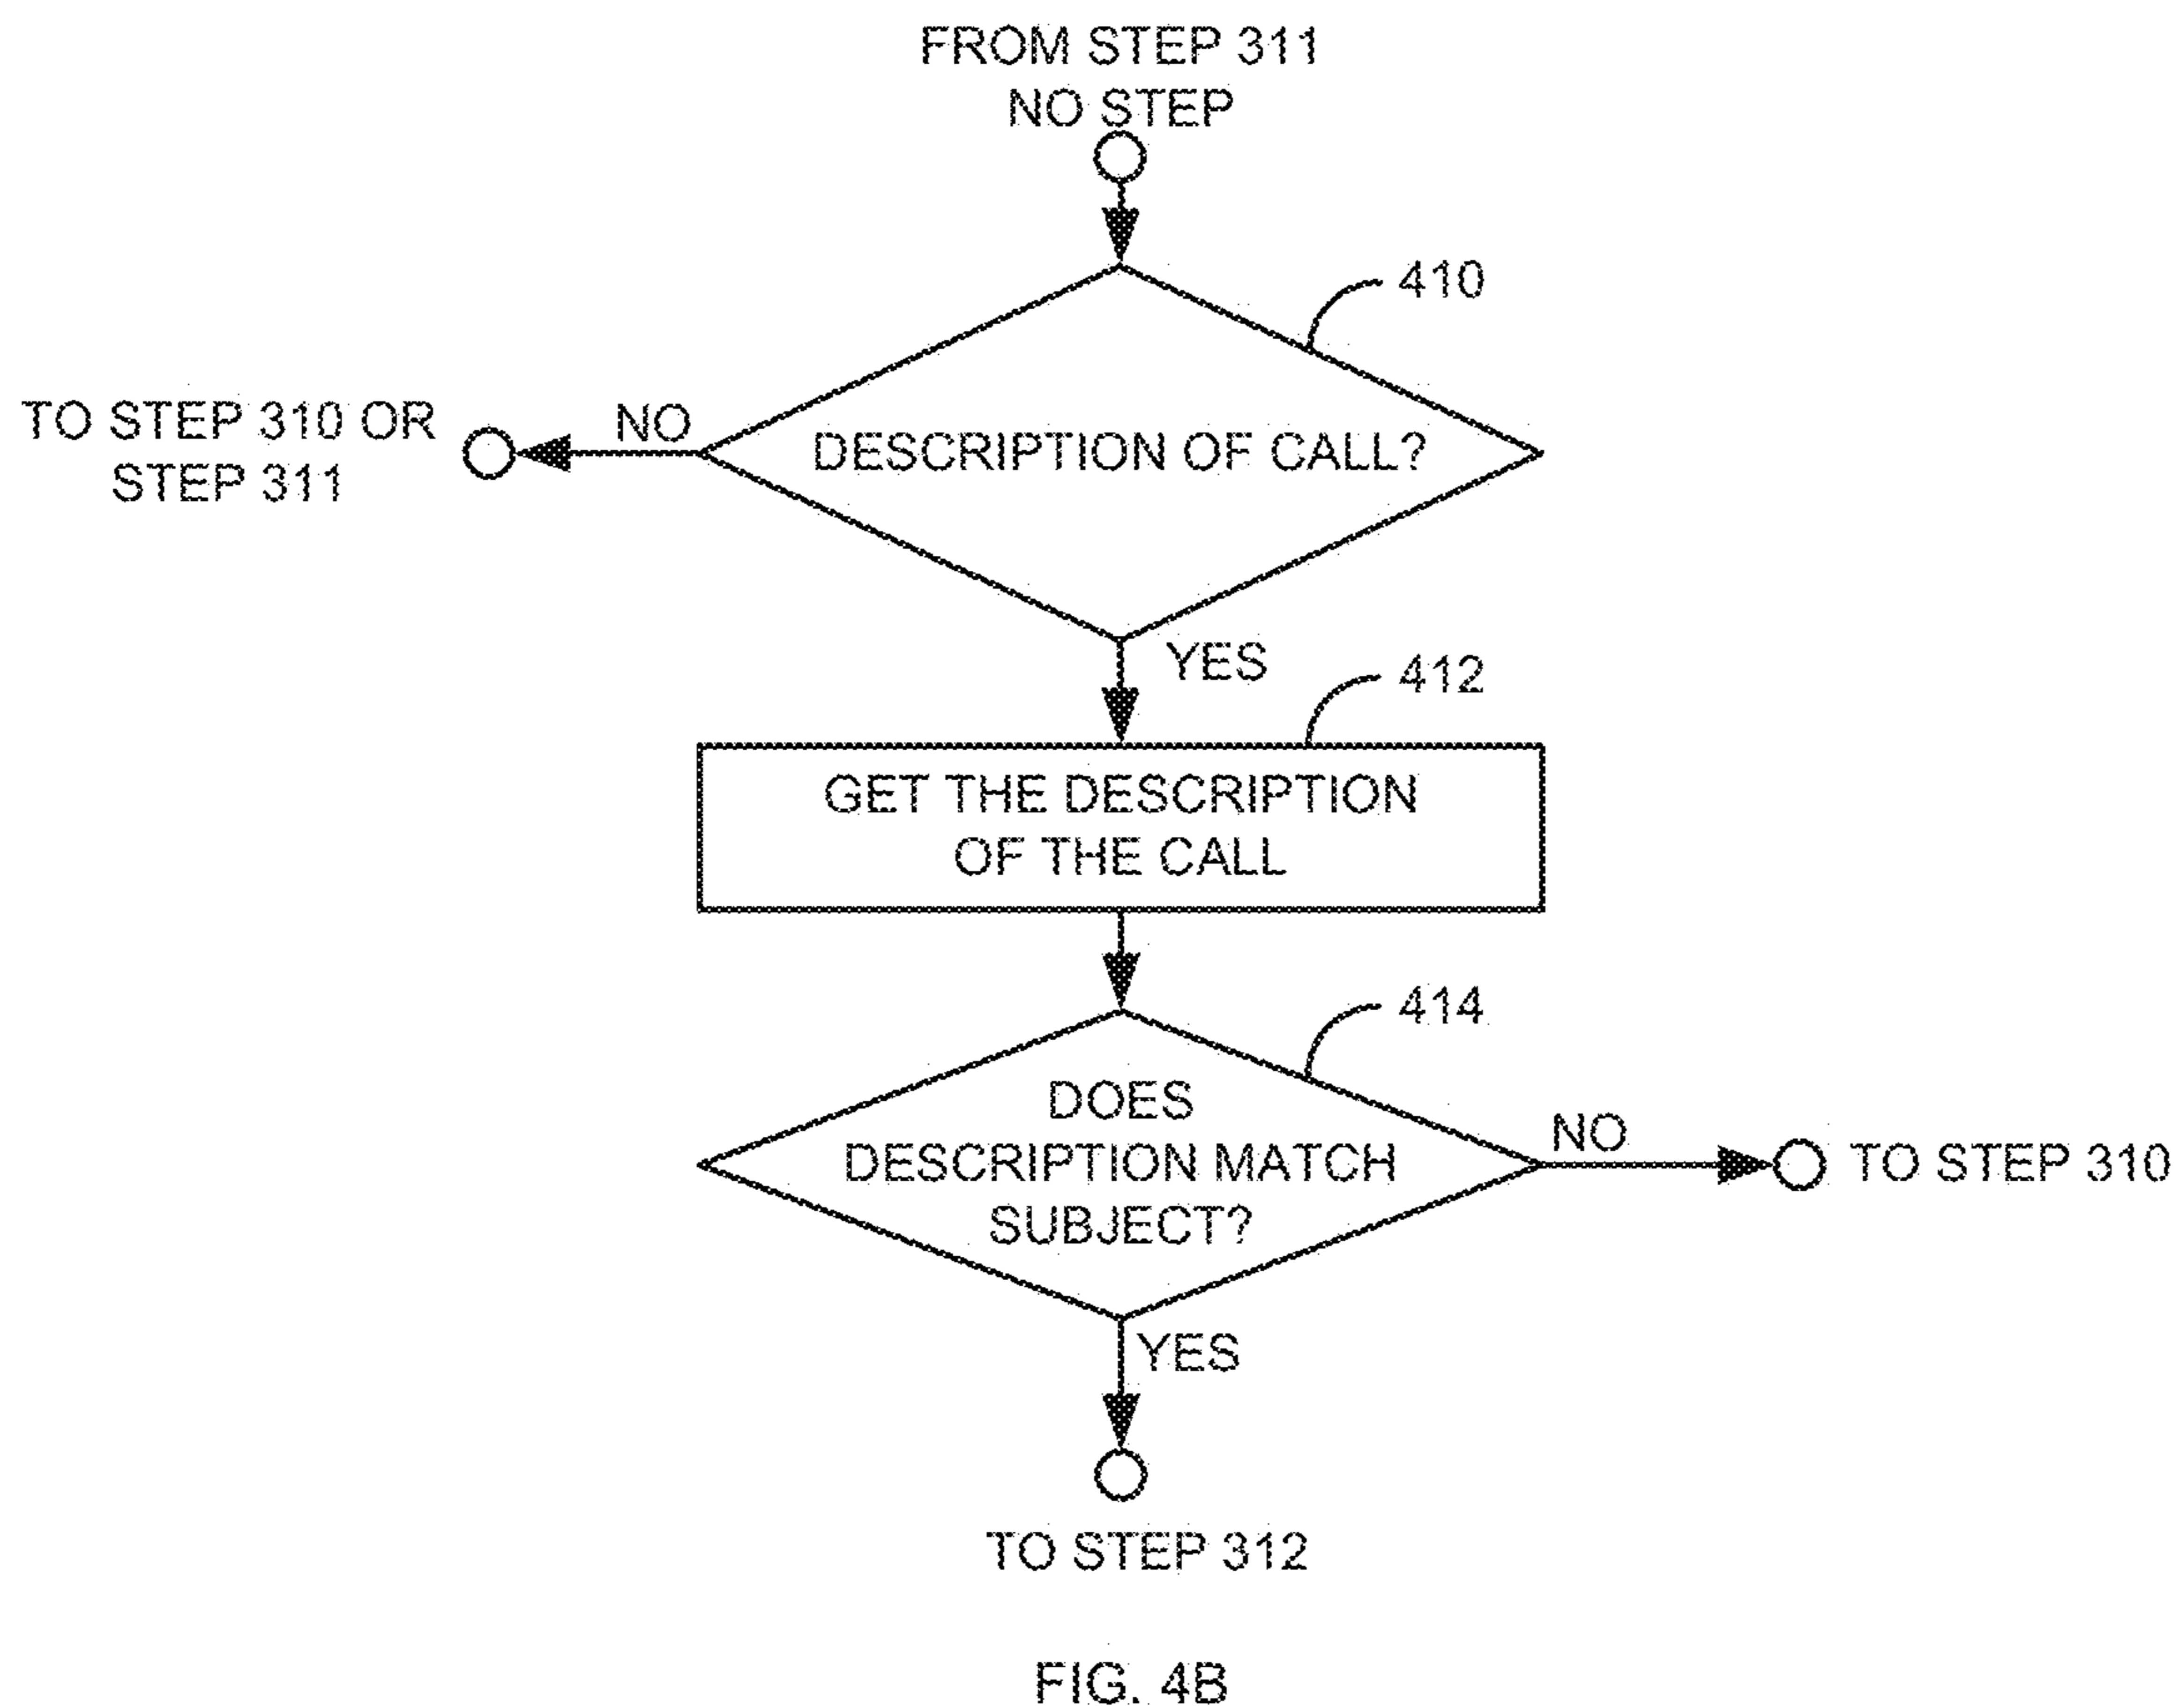 FROM STEP 311
NO STEP
410
TO STEP 310 OR
STEP 311
NO
DESCRIPTION OF CALL?
YES
412
GET THE DESCRIPTION
OF THE CALL
414
DOES
DESCRIPTION MATCH
SUBJECT?
NO
TO STEP 310
YES
TO STEP 312
FIG. 4B